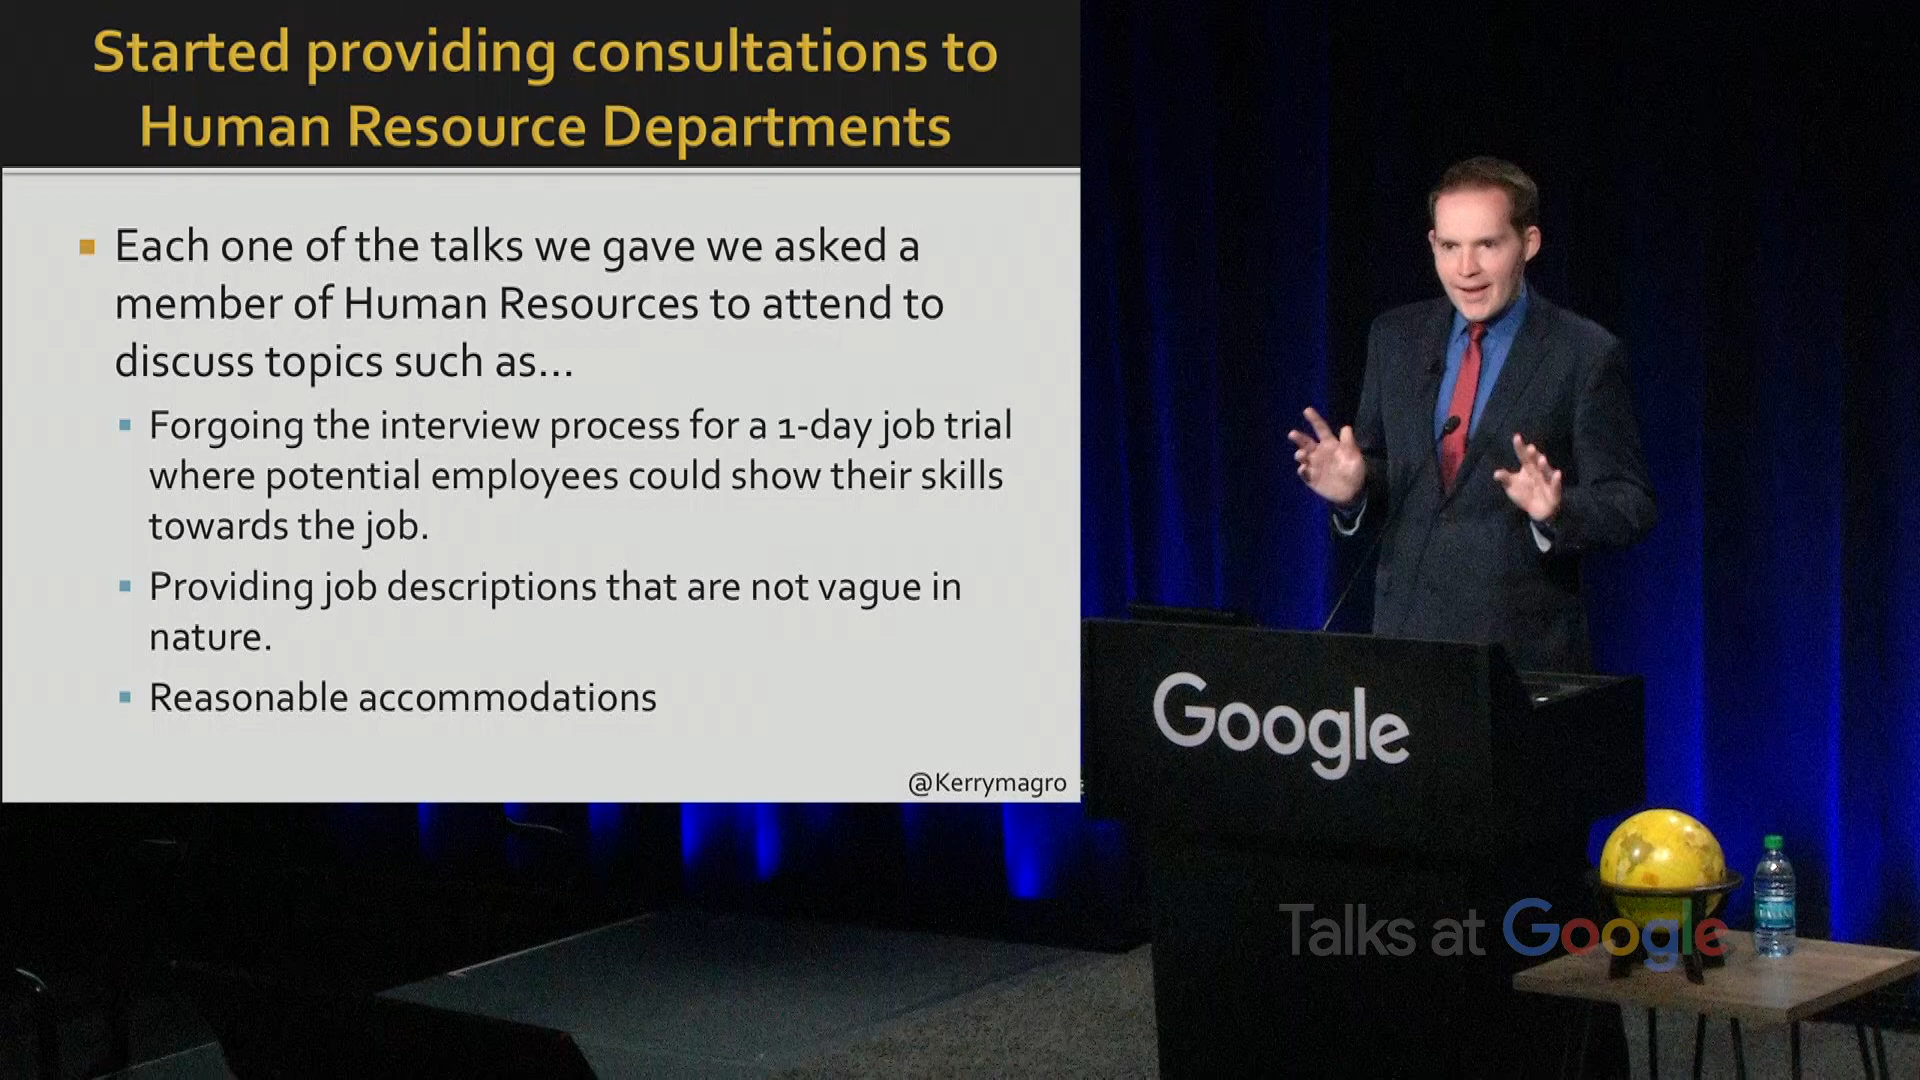 Started providing consultations to
Human Resource Departments
Each one of the talks we gave we asked a
member of Human Resources to attend to
discuss topics such as...
Forgoing the interview process for a 1-day job trial
where potential employees could show their skills
towards the job.
Providing job descriptions that are not vague in
nature.
Reasonable accommodations
@Kerrymagro
Google
Talks at Google